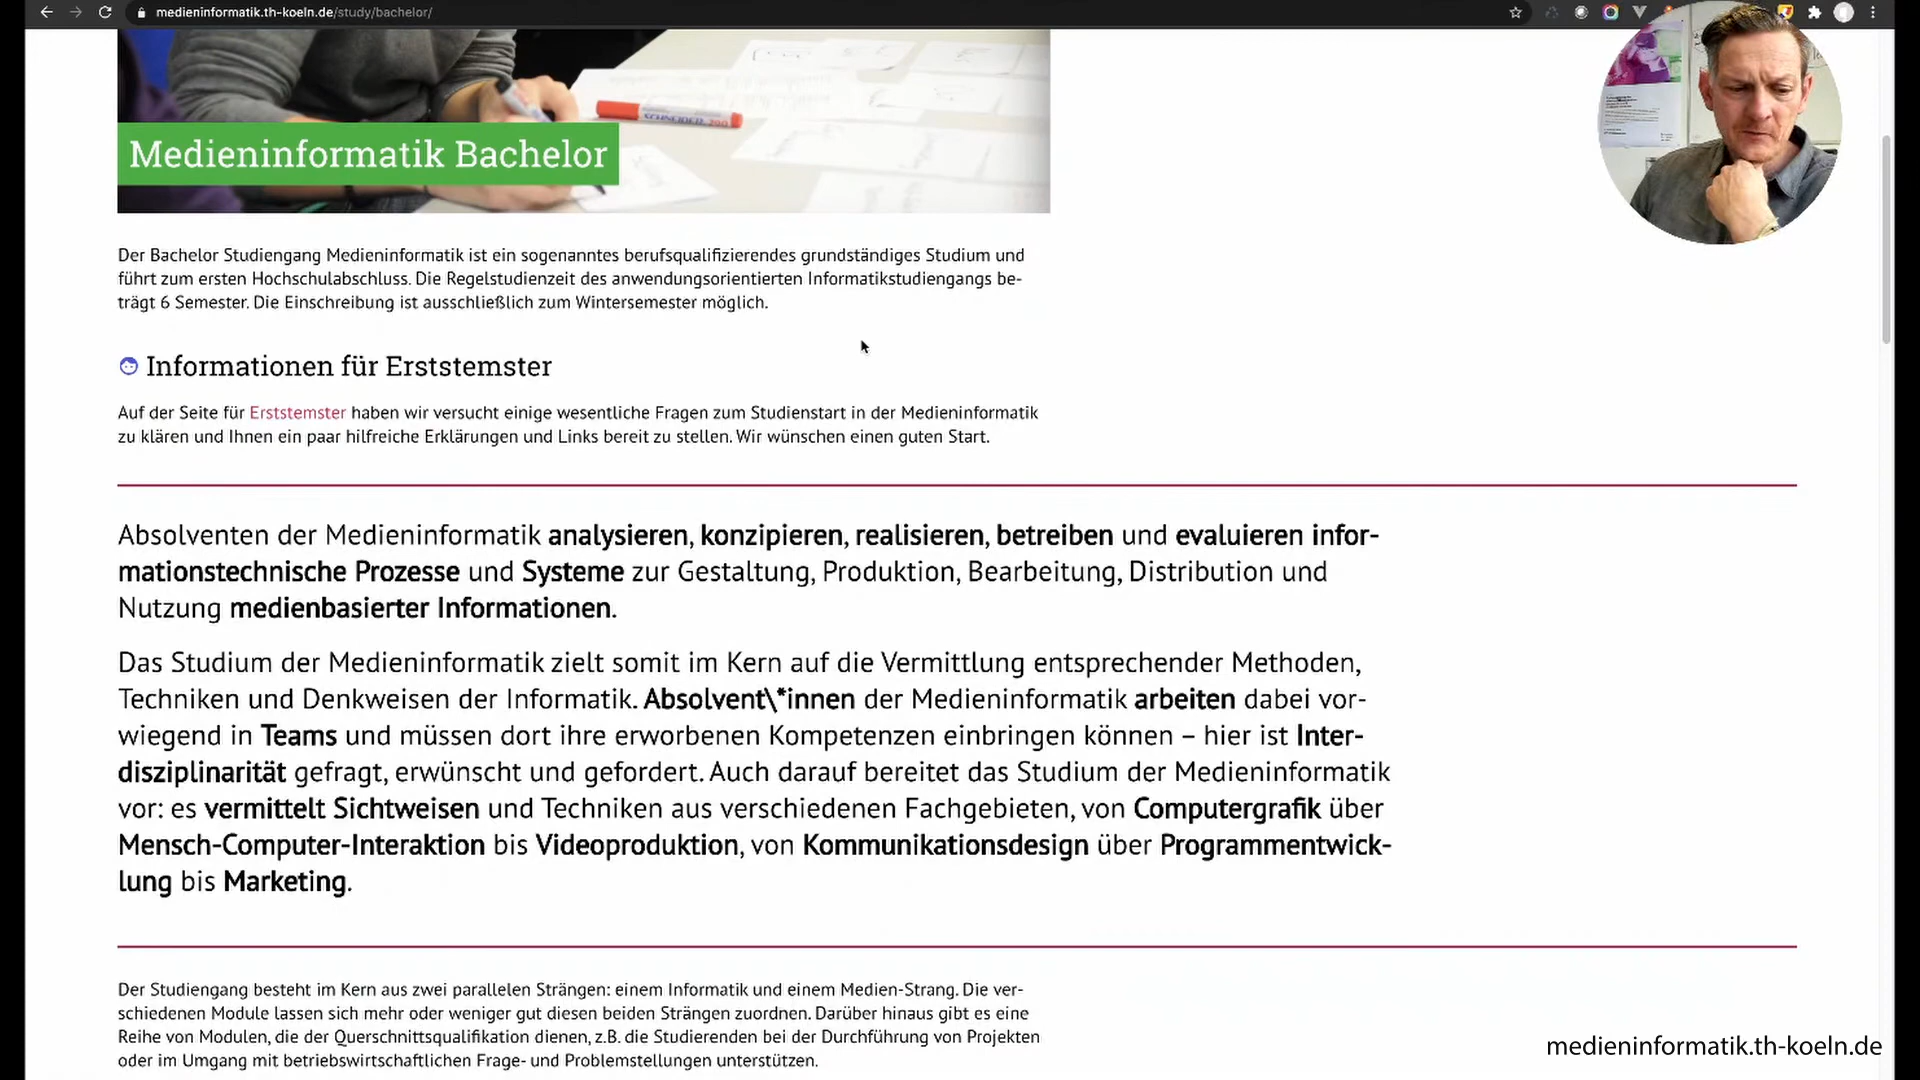 medieninformatik.th-koeln.de/study/bachelor/
SCHNEIDER 290
Medieninformatik Bachelor
Der Bachelor Studiengang Medieninformatik ist ein sogenanntes berufsqualifizierendes grundständiges Studium und
führt zum ersten Hochschulabschluss. Die Regelstudienzeit des anwendungsorientierten Informatikstudiengangs be-
trägt 6 Semester. Die Einschreibung ist ausschließlich zum Wintersemester möglich.
Informationen für Erststemster
Auf der Seite für Erststemster haben wir versucht einige wesentliche Fragen zum Studienstart in der Medieninformatik
zu klären und Ihnen ein paar hilfreiche Erklärungen und Links bereit zu stellen. Wir wünschen einen guten Start.
Absolventen der Medieninformatik analysieren, konzipieren, realisieren, betreiben und evaluieren infor-
mationstechnische Prozesse und Systeme zur Gestaltung, Produktion, Bearbeitung, Distribution und
Nutzung medienbasierter Informationen.
Das Studium der Medieninformatik zielt somit im Kern auf die Vermittlung entsprechender Methoden,
Techniken und Denkweisen der Informatik. Absolvent\*innen der Medieninformatik arbeiten dabei vor-
wiegend in Teams und müssen dort ihre erworbenen Kompetenzen einbringen können – hier ist Inter-
disziplinarität gefragt, erwünscht und gefordert. Auch darauf bereitet das Studium der Medieninformatik
vor: es vermittelt Sichtweisen und Techniken aus verschiedenen Fachgebieten, von Computergrafik über
Mensch-Computer-Interaktion bis Videoproduktion, von Kommunikationsdesign über Programmentwick-
lung bis Marketing.
Der Studiengang besteht im Kern aus zwei parallelen Strängen: einem Informatik und einem Medien-Strang. Die ver-
schiedenen Module lassen sich mehr oder weniger gut diesen beiden Strängen zuordnen. Darüber hinaus gibt es eine
Reihe von Modulen, die der Querschnittsqualifikation dienen, z.B. die Studierenden bei der Durchführung von Projekten
oder im Umgang mit betriebswirtschaftlichen Frage- und Problemstellungen unterstützen.
medieninformatik.th-koeln.de